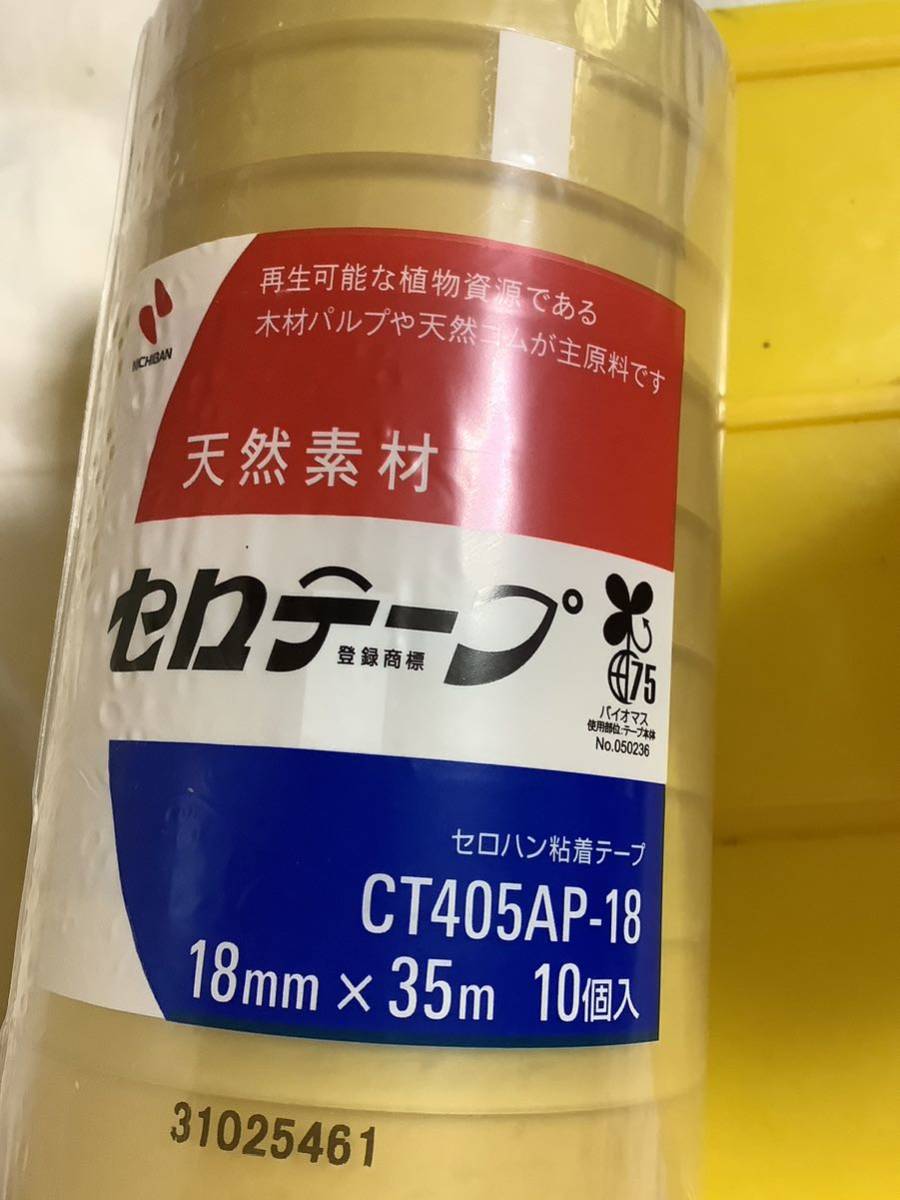 再生可能な植物資源である
木材パルプや天然ゴムが主原料です
NICHIBAN
天然素材
セロテープ
登録商標
75
バイオマス
使用部位:テープ本体
No.050236
セロハン粘着テープ
CT405AP-18
18mm × 35m 10個入
31025461